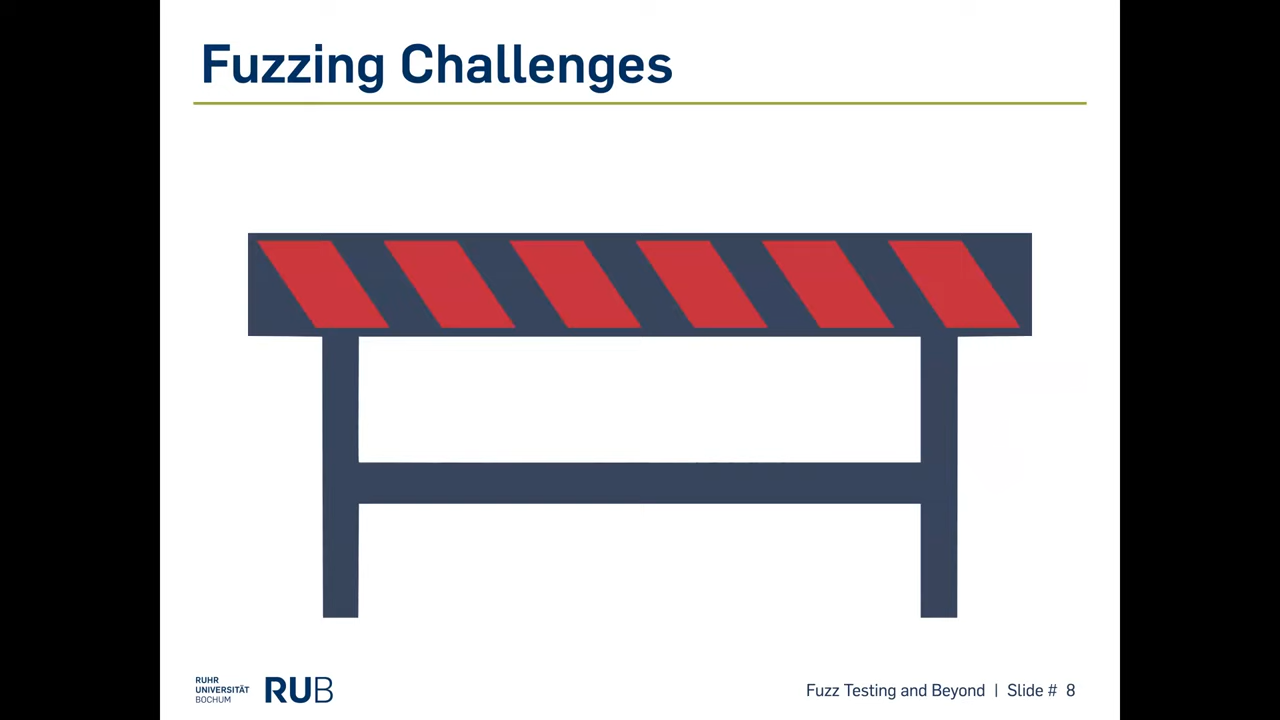 Fuzzing Challenges
RUHR
UNIVERSITÄT
BOCHUM
RUB
Fuzz Testing and Beyond | Slide # 8